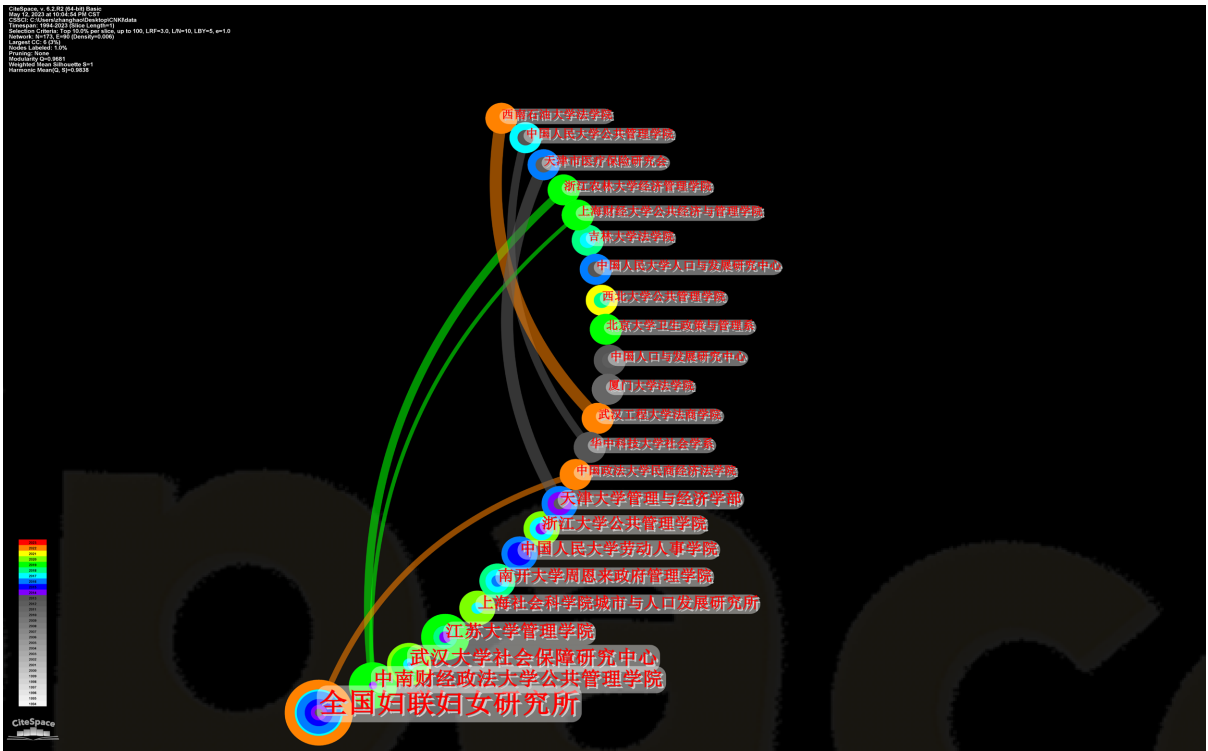 CiteSpace, v. 6.2.R2 (64-bit) Basic
May 12, 2023 at 10:04:54 PM CST
CSSCI: C:\Users\zhanghao\Desktop\CNKI\data
Timespan: 1994-2023 (Slice Length=1)
Selection Criteria: Top 10.0% per slice, up to 100, LRF=3.0, L/N=10, LBY=5, e=1.0
Network: N=173, E=90 (Density=0.006)
Largest CC: 6 (3%)
Nodes Labeled: 1.0%
Pruning: None
Modularity Q=0.9681
Weighted Mean Silhouette S=1
Harmonic Mean(Q, S)=0.9838
西南石油大学法学院
中国人民大学公共管理学院
天津市医疗保险研究会
浙江农林大学经济管理学院
上海财经大学公共经济与管理学院
吉林大学法学院
中国人民大学人口与发展研究中心
西北大学公共管理学院
北京大学卫生政策与管理系
中国人口与发展研究中心
厦门大学法学院
武汉工程大学法商学院
华中科技大学社会学系
中国政法大学民商经济法学院
天津大学管理与经济学部
浙江大学公共管理学院
中国人民大学劳动人事学院
南开大学周恩来政府管理学院
上海社会科学院城市与人口发展研究所
江苏大学管理学院
武汉大学社会保障研究中心
中南财经政法大学公共管理学院
全国妇联妇女研究所
CiteSpace